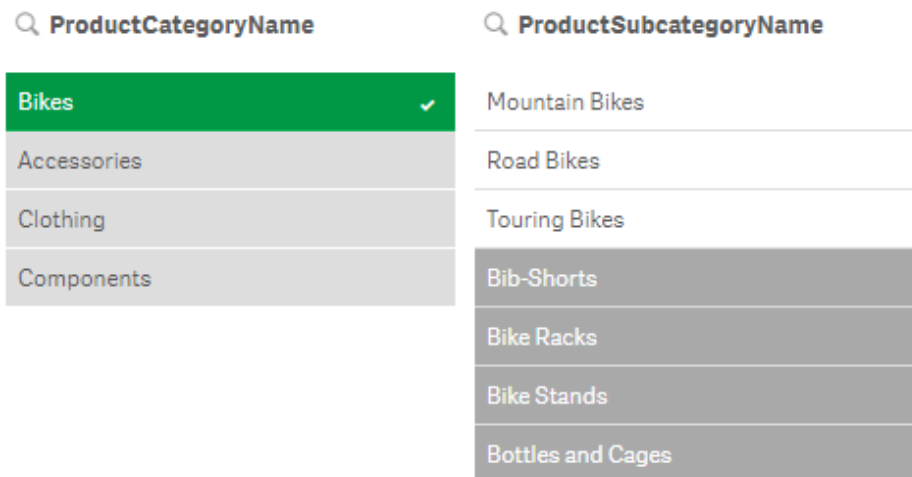 ProductCategoryName
Bikes
Accessories
Clothing
Components
ProductSubcategoryName
Mountain Bikes
Road Bikes
Touring Bikes
Bib-Shorts
Bike Racks
Bike Stands
Bottles and Cages